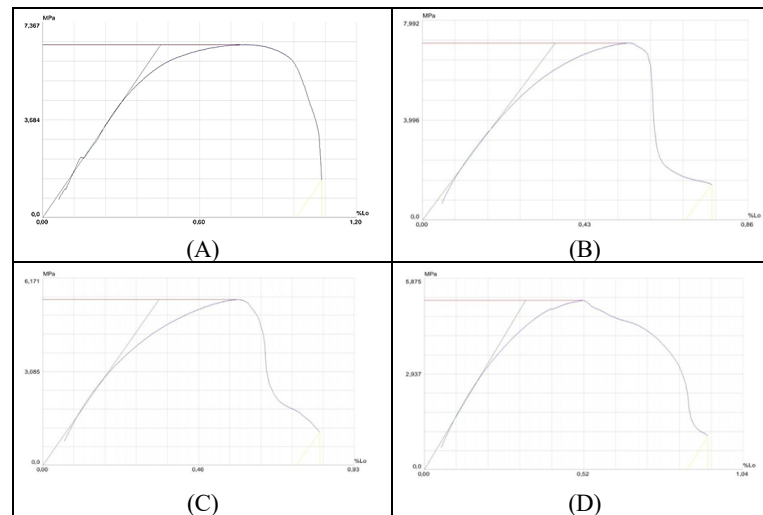 MPa
7,367
3,684
0,0
0,00
0,60
1,20
%Lo
(A)
MPa
7,992
3,996
0,0
0,00
0,43
0,86
%Lo
(B)
MPa
6,171
3,085
0,0
0,00
0,46
0,93
%Lo
(C)
MPa
5,875
2,937
0,0
0,00
0,52
1,04
%Lo
(D)